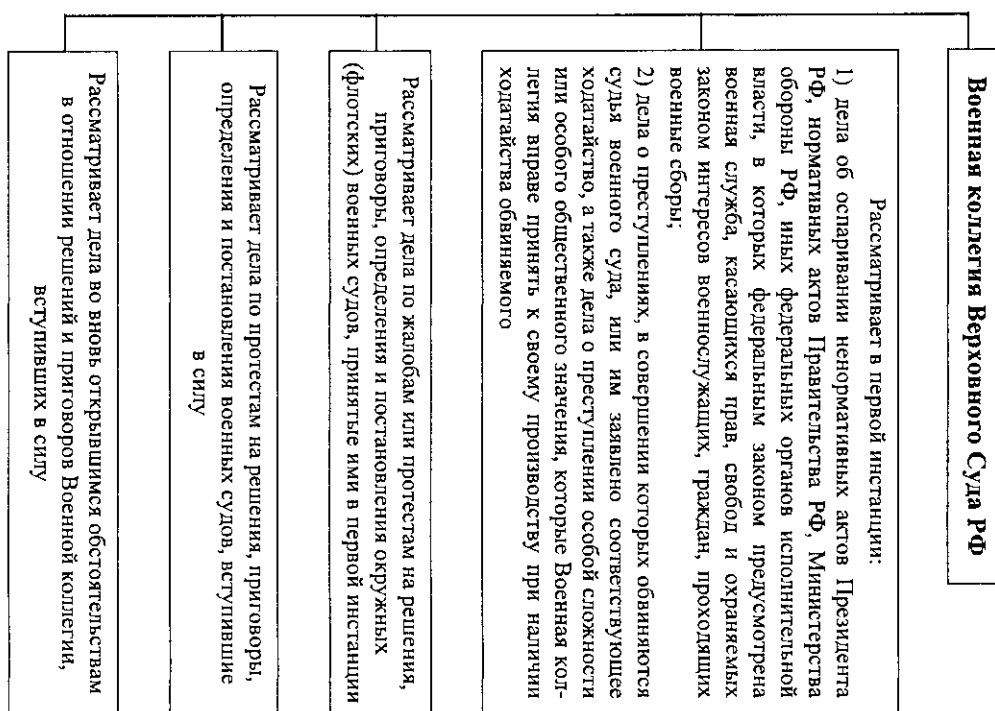 Военная коллегия Верховного Суда РФ
Рассматривает в первой инстанции:
1) дела об оспаривании ненормативных актов Президента
РФ, нормативных актов Правительства РФ, Министерства
обороны РФ, иных федеральных органов исполнительной
власти, в которых федеральным законом предусмотрена
военная служба, касающихся прав, свобод и охраняемых
законом интересов военнослужащих, граждан, проходящих
военные сборы;
2) дела о преступлениях, в совершении которых обвиняются
судья военного суда, или им заявлено соответствующее
ходатайство, а также дела о преступлении особой сложности
или особого общественного значения, которые Военная кол-
легия вправе принять к своему производству при наличии
ходатайства обвиняемого
Рассматривает дела по жалобам или протестам на решения,
приговоры, определения и постановления окружных
(флотских) военных судов, принятые ими в первой инстанции
Рассматривает дела по протестам на решения, приговоры,
определения и постановления военных судов, вступившие
в силу
Рассматривает дела во вновь открывшимся обстоятельствам
в отношении решений и приговоров Военной коллегии,
вступивших в силу